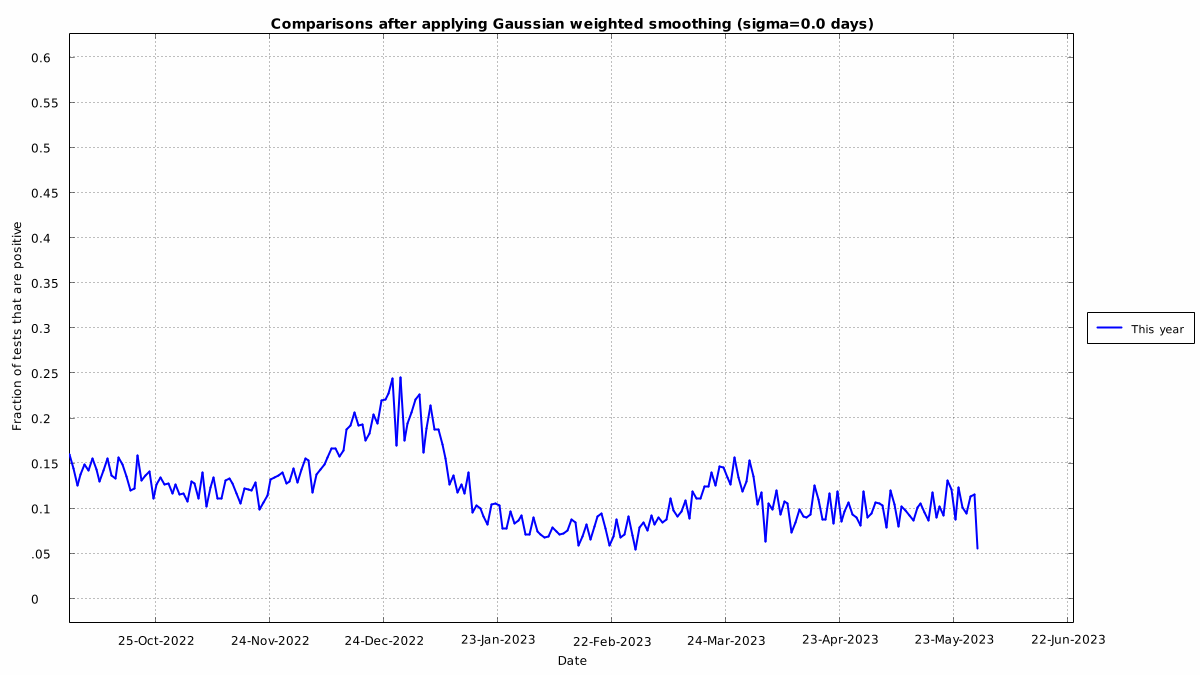 Comparisons after applying Gaussian weighted smoothing (sigma=0.0 days)
0.6
0.55
0.5
0.45
0.4
0.35
0.3
0.25
0.2
0.15
0.1
.05
0
Fraction of tests that are positive
This year
25-Oct-2022
24-Nov-2022
24-Dec-2022
23-Jan-2023
22-Feb-2023
24-Mar-2023
23-Apr-2023
23-May-2023
22-Jun-2023
Date